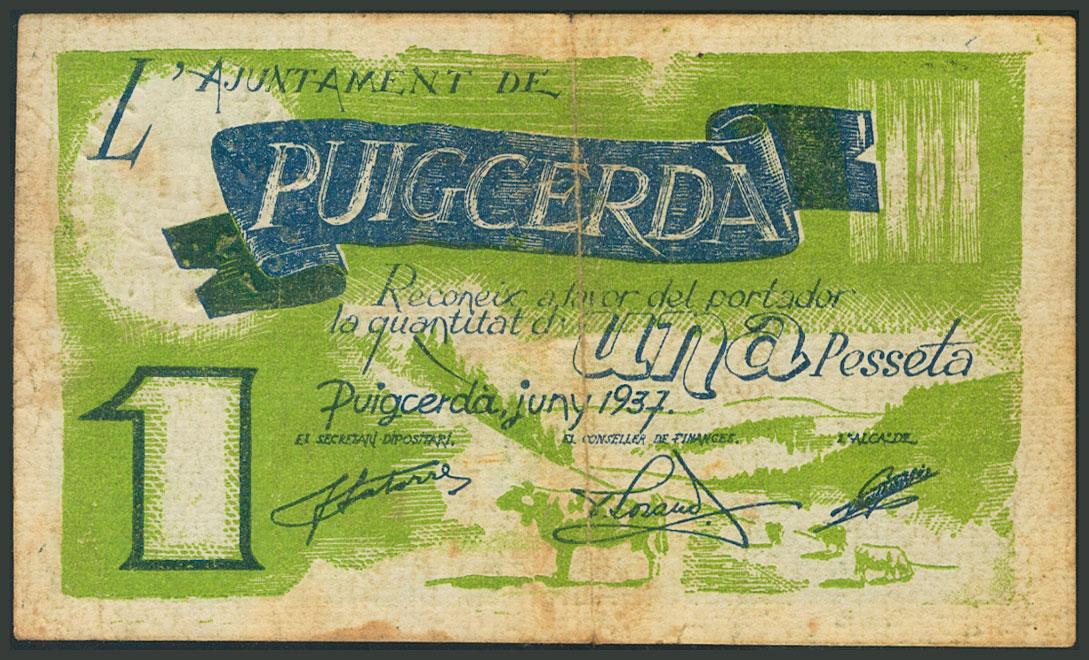 L'AJUNTAMENT DE
PUIGCERDÀ
Reconeix a favor del portador
la quantitat d' una Pesseta
Puigcerdà, juny 1937.
El SECRETARI DIPOSITARI. EL CONSELLER DE FINANCES. L'ALCALDE
1